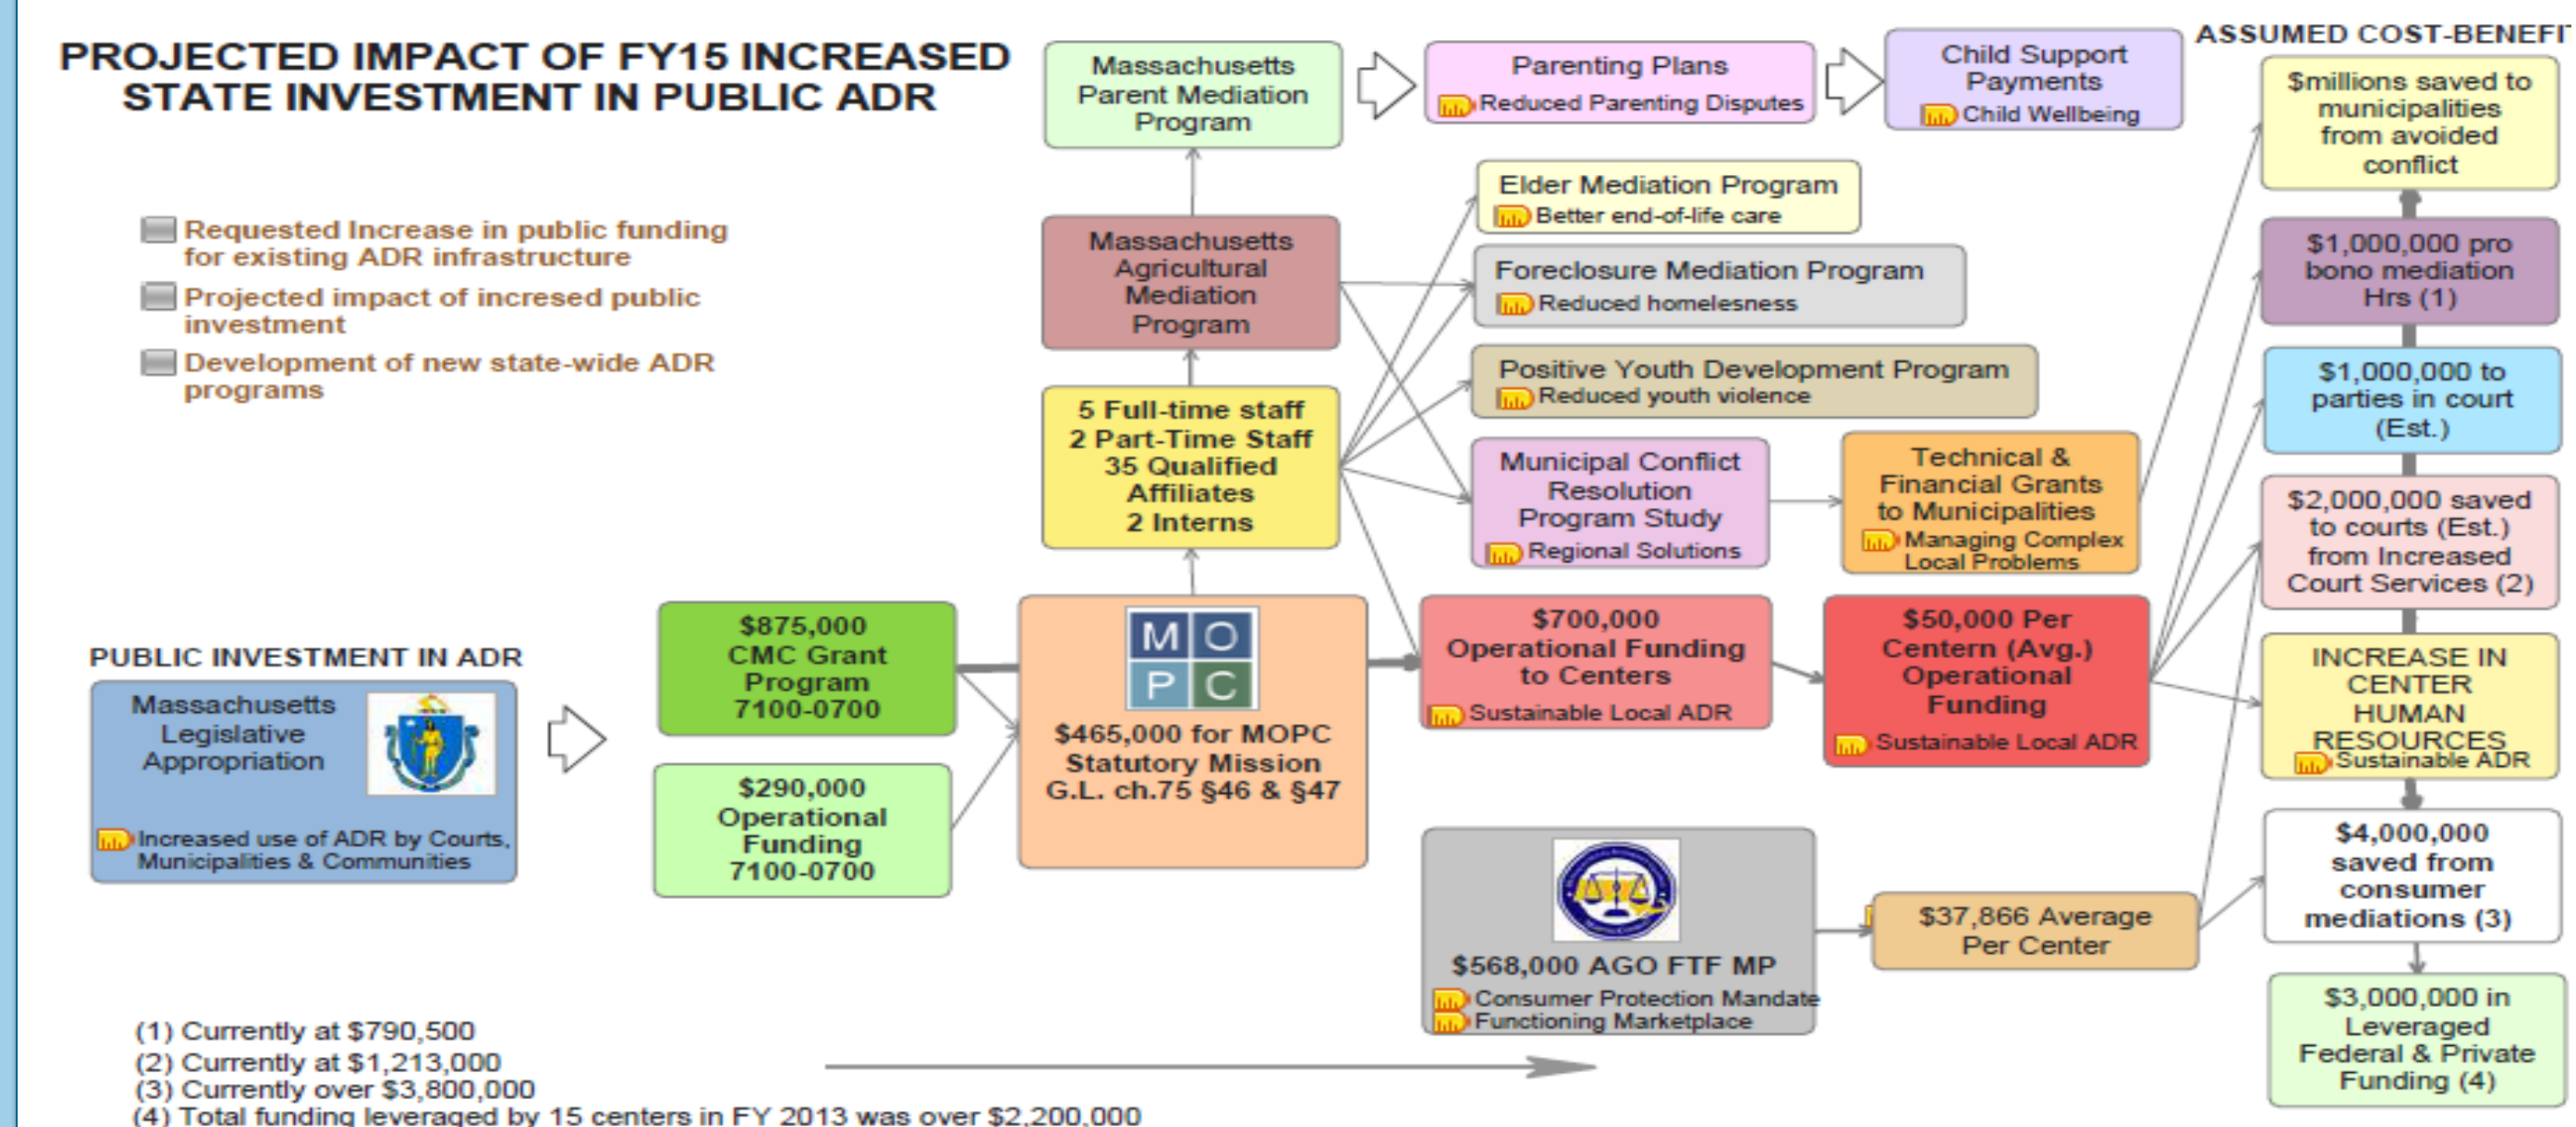 PROJECTED IMPACT OF FY15 INCREASED
STATE INVESTMENT IN PUBLIC ADR
Requested Increase in public funding
for existing ADR infrastructure
Projected impact of incresed public
investment
Development of new state-wide ADR
programs
PUBLIC INVESTMENT IN ADR
Massachusetts
Legislative
Appropriation
Increased use of ADR by Courts,
Municipalities & Communities
$875,000
CMC Grant
Program
7100-0700
$290,000
Operational
Funding
7100-0700
Massachusetts
Parent Mediation
Program
Massachusetts
Agricultural
Mediation
Program
5 Full-time staff
2 Part-Time Staff
35 Qualified
Affiliates
2 Interns
M O
P C
$465,000 for MOPC
Statutory Mission
G.L. ch.75 §46 & §47
Parenting Plans
Reduced Parenting Disputes
Child Support
Payments
Child Wellbeing
Elder Mediation Program
Better end-of-life care
Foreclosure Mediation Program
Reduced homelesness
Positive Youth Development Program
Reduced youth violence
Municipal Conflict
Resolution
Program Study
Regional Solutions
Technical &
Financial Grants
to Municipalities
Managing Complex
Local Problems
$700,000
Operational Funding
to Centers
Sustainable Local ADR
$50,000 Per
Centern (Avg.)
Operational
Funding
Sustainable Local ADR
$568,000 AGO FTF MP
Consumer Protection Mandate
Functioning Marketplace
$37,866 Average
Per Center
ASSUMED COST-BENEFIT
$millions saved to
municipalities
from avoided
conflict
$1,000,000 pro
bono mediation
Hrs (1)
$1,000,000 to
parties in court
(Est.)
$2,000,000 saved
to courts (Est.)
from Increased
Court Services (2)
INCREASE IN
CENTER
HUMAN
RESOURCES
Sustainable ADR
$4,000,000
saved from
consumer
mediations (3)
$3,000,000 in
Leveraged
Federal & Private
Funding (4)
(1) Currently at $790,500
(2) Currently at $1,213,000
(3) Currently over $3,800,000
(4) Total funding leveraged by 15 centers in FY 2013 was over $2,200,000